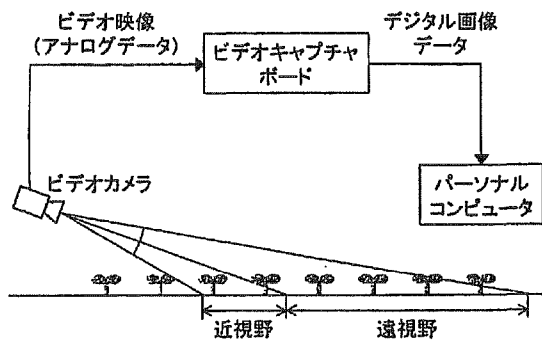 ビデオ映像
(アナログデータ)
ビデオキャプチャ
ボード
デジタル画像
データ
ビデオカメラ
パーソナル
コンピュータ
近視野
遠視野